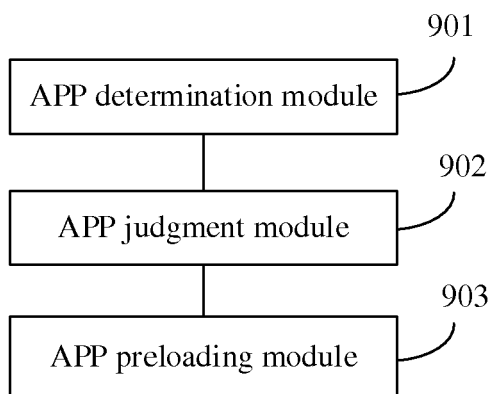 901
APP determination module
902
APP judgment module
903
APP preloading module